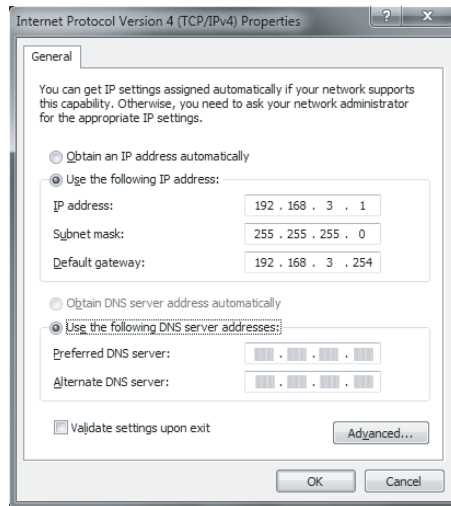 Internet Protocol Version 4 (TCP/IPv4) Properties
General
You can get IP settings assigned automatically if your network supports
this capability. Otherwise, you need to ask your network administrator
for the appropriate IP settings.
Obtain an IP address automatically
Use the following IP address:
IP address: 192 . 168 . 3 . 1
Subnet mask: 255 . 255 . 255 . 0
Default gateway: 192 . 168 . 3 . 254
Obtain DNS server address automatically
Use the following DNS server addresses:
Preferred DNS server:
Alternate DNS server:
Validate settings upon exit
Advanced...
OK Cancel